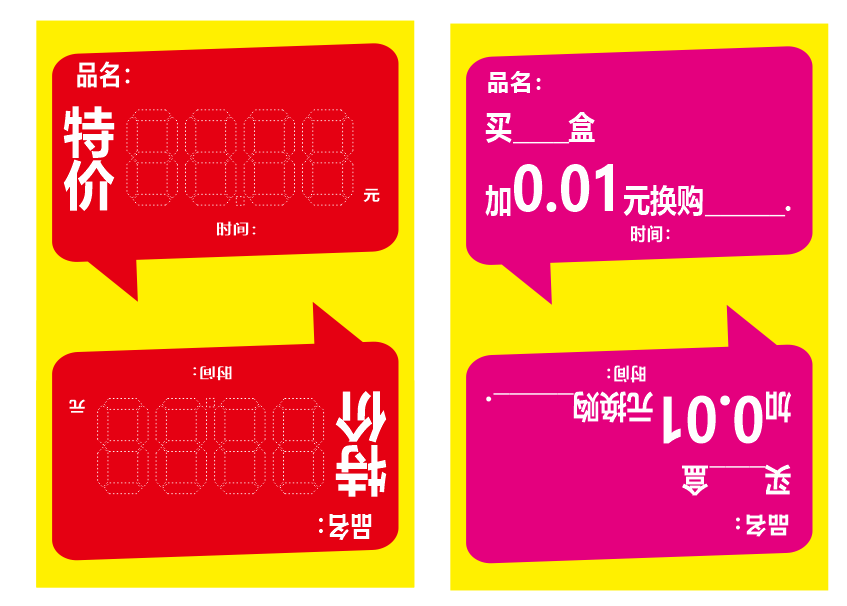 品名:
特价
元
时间:
时间:
元
特价
品名:
品名:
买____盒
加0.01元换购______.
时间:
时间:
加0.01元换购______.
买____盒
品名: